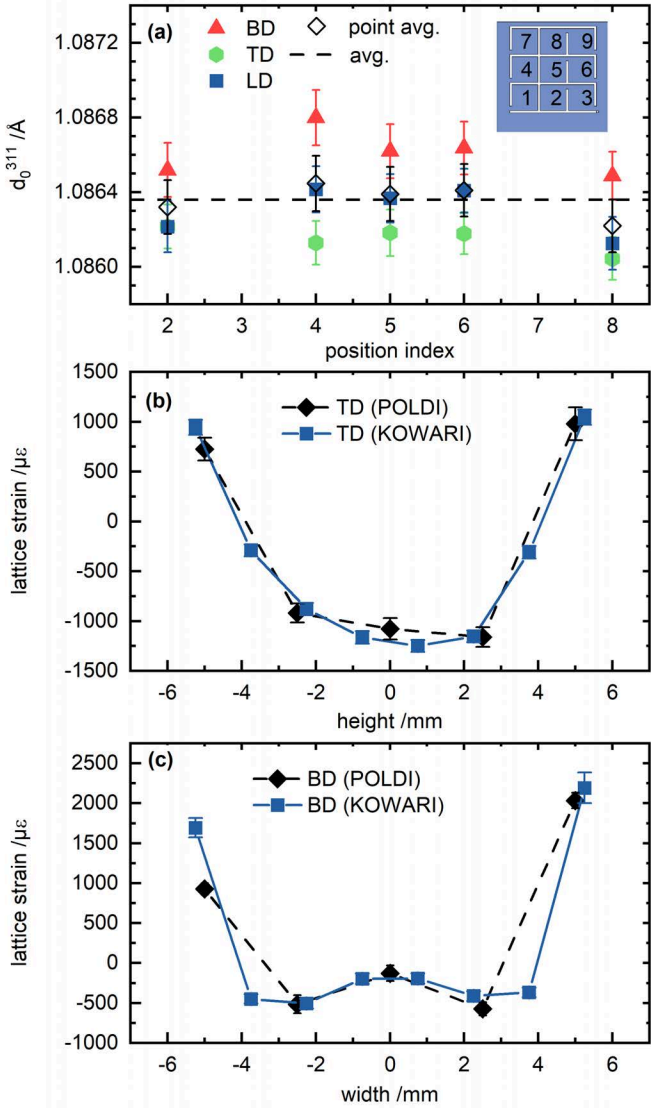 (a)
BD
TD
LD
point avg.
avg.
7 8 9
4 5 6
1 2 3
d₀³¹¹ /Å
1.0872
1.0868
1.0864
1.0860
2 3 4 5 6 7 8
position index
(b)
TD (POLDI)
TD (KOWARI)
lattice strain /με
1500
1000
500
0
-500
-1000
-1500
-6 -4 -2 0 2 4 6
height /mm
(c)
BD (POLDI)
BD (KOWARI)
lattice strain /με
2500
2000
1500
1000
500
0
-500
-1000
-6 -4 -2 0 2 4 6
width /mm